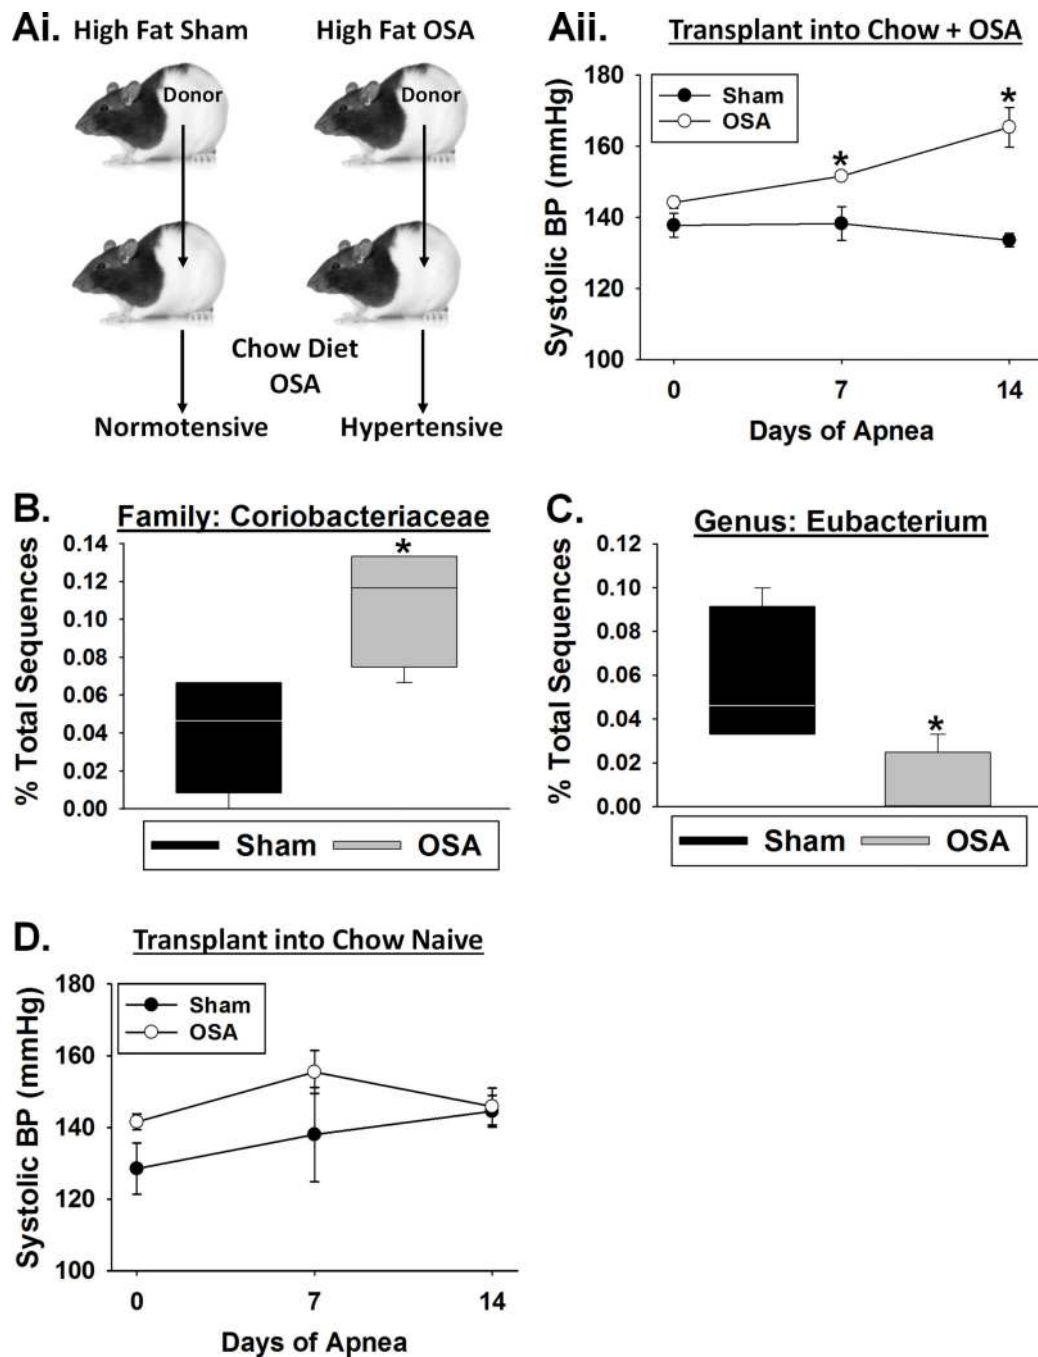 Ai.
High Fat Sham
High Fat OSA
Donor
Donor
Chow Diet
OSA
Normotensive
Hypertensive
Aii.
Transplant into Chow + OSA
Sham
OSA
Systolic BP (mmHg)
180
160
140
120
100
*
*
0
7
14
Days of Apnea
B.
Family: Coriobacteriaceae
% Total Sequences
0.14
0.12
0.10
0.08
0.06
0.04
0.02
0.00
*
Sham
OSA
C.
Genus: Eubacterium
% Total Sequences
0.12
0.10
0.08
0.06
0.04
0.02
0.00
*
Sham
OSA
D.
Transplant into Chow Naive
Sham
OSA
Systolic BP (mmHg)
180
160
140
120
100
0
7
14
Days of Apnea